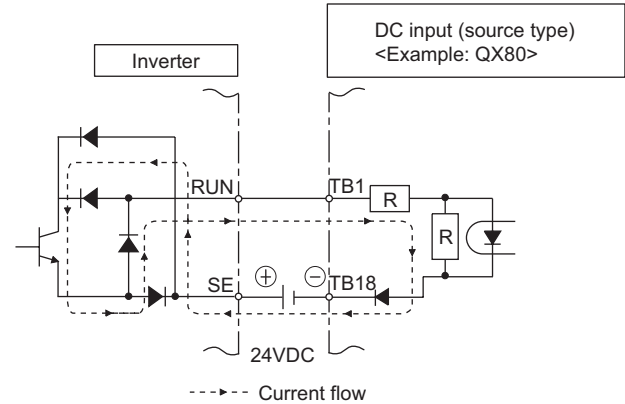 Inverter
DC input (source type)
<Example: QX80>
RUN
TB1
R
R
SE
+
−
TB18
24VDC
Current flow